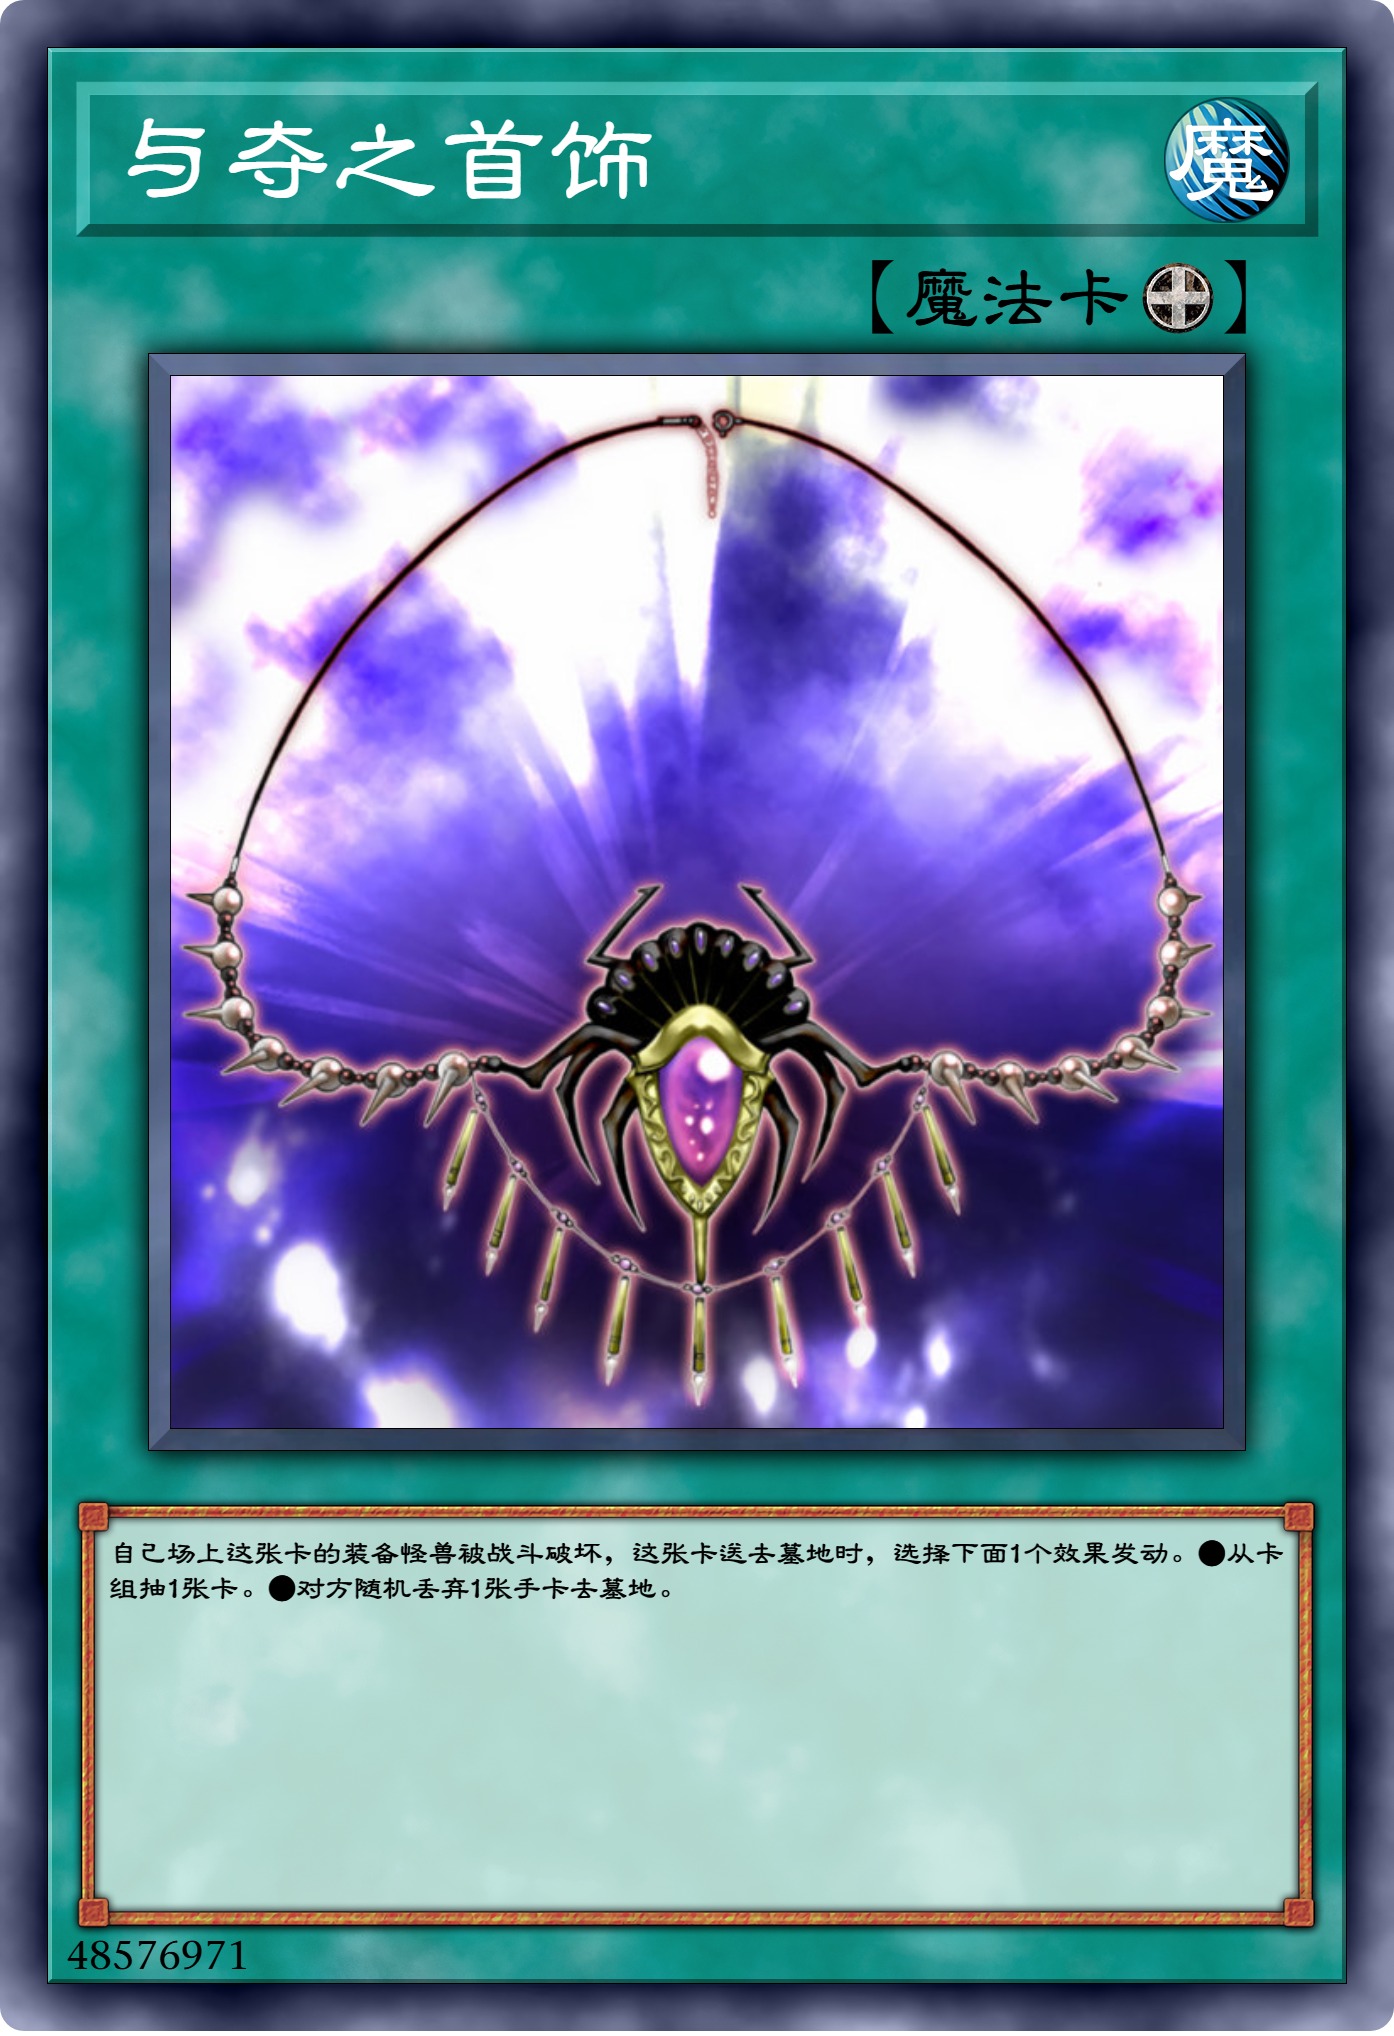 与夺之首饰
魔
【魔法卡】
自己场上这张卡的装备怪兽被战斗破坏，这张卡送去墓地时，选择下面1个效果发动。●从卡
组抽1张卡。●对方随机丢弃1张手卡去墓地。
48576971